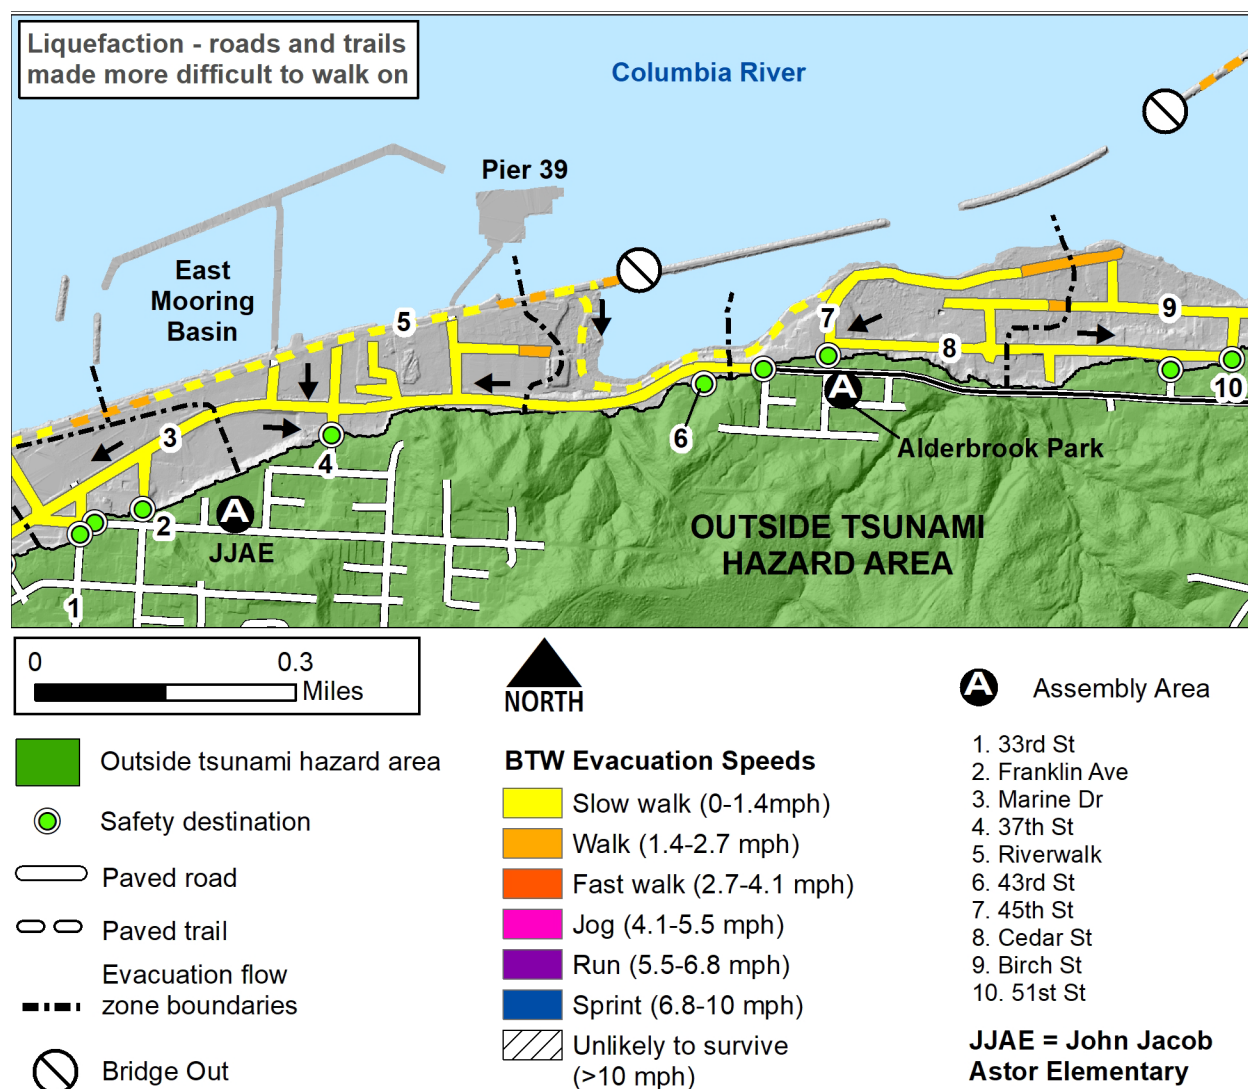 Liquefaction - roads and trails
made more difficult to walk on
Columbia River
Pier 39
East
Mooring
Basin
5
7
9
8
3
4
6
10
A
Alderbrook Park
2
A
JJAE
OUTSIDE TSUNAMI
HAZARD AREA
1
0 0.3
Miles
NORTH
A Assembly Area
Outside tsunami hazard area
Safety destination
Paved road
Paved trail
Evacuation flow
zone boundaries
Bridge Out
BTW Evacuation Speeds
Slow walk (0-1.4mph)
Walk (1.4-2.7 mph)
Fast walk (2.7-4.1 mph)
Jog (4.1-5.5 mph)
Run (5.5-6.8 mph)
Sprint (6.8-10 mph)
Unlikely to survive
(>10 mph)
1. 33rd St
2. Franklin Ave
3. Marine Dr
4. 37th St
5. Riverwalk
6. 43rd St
7. 45th St
8. Cedar St
9. Birch St
10. 51st St
JJAE = John Jacob
Astor Elementary